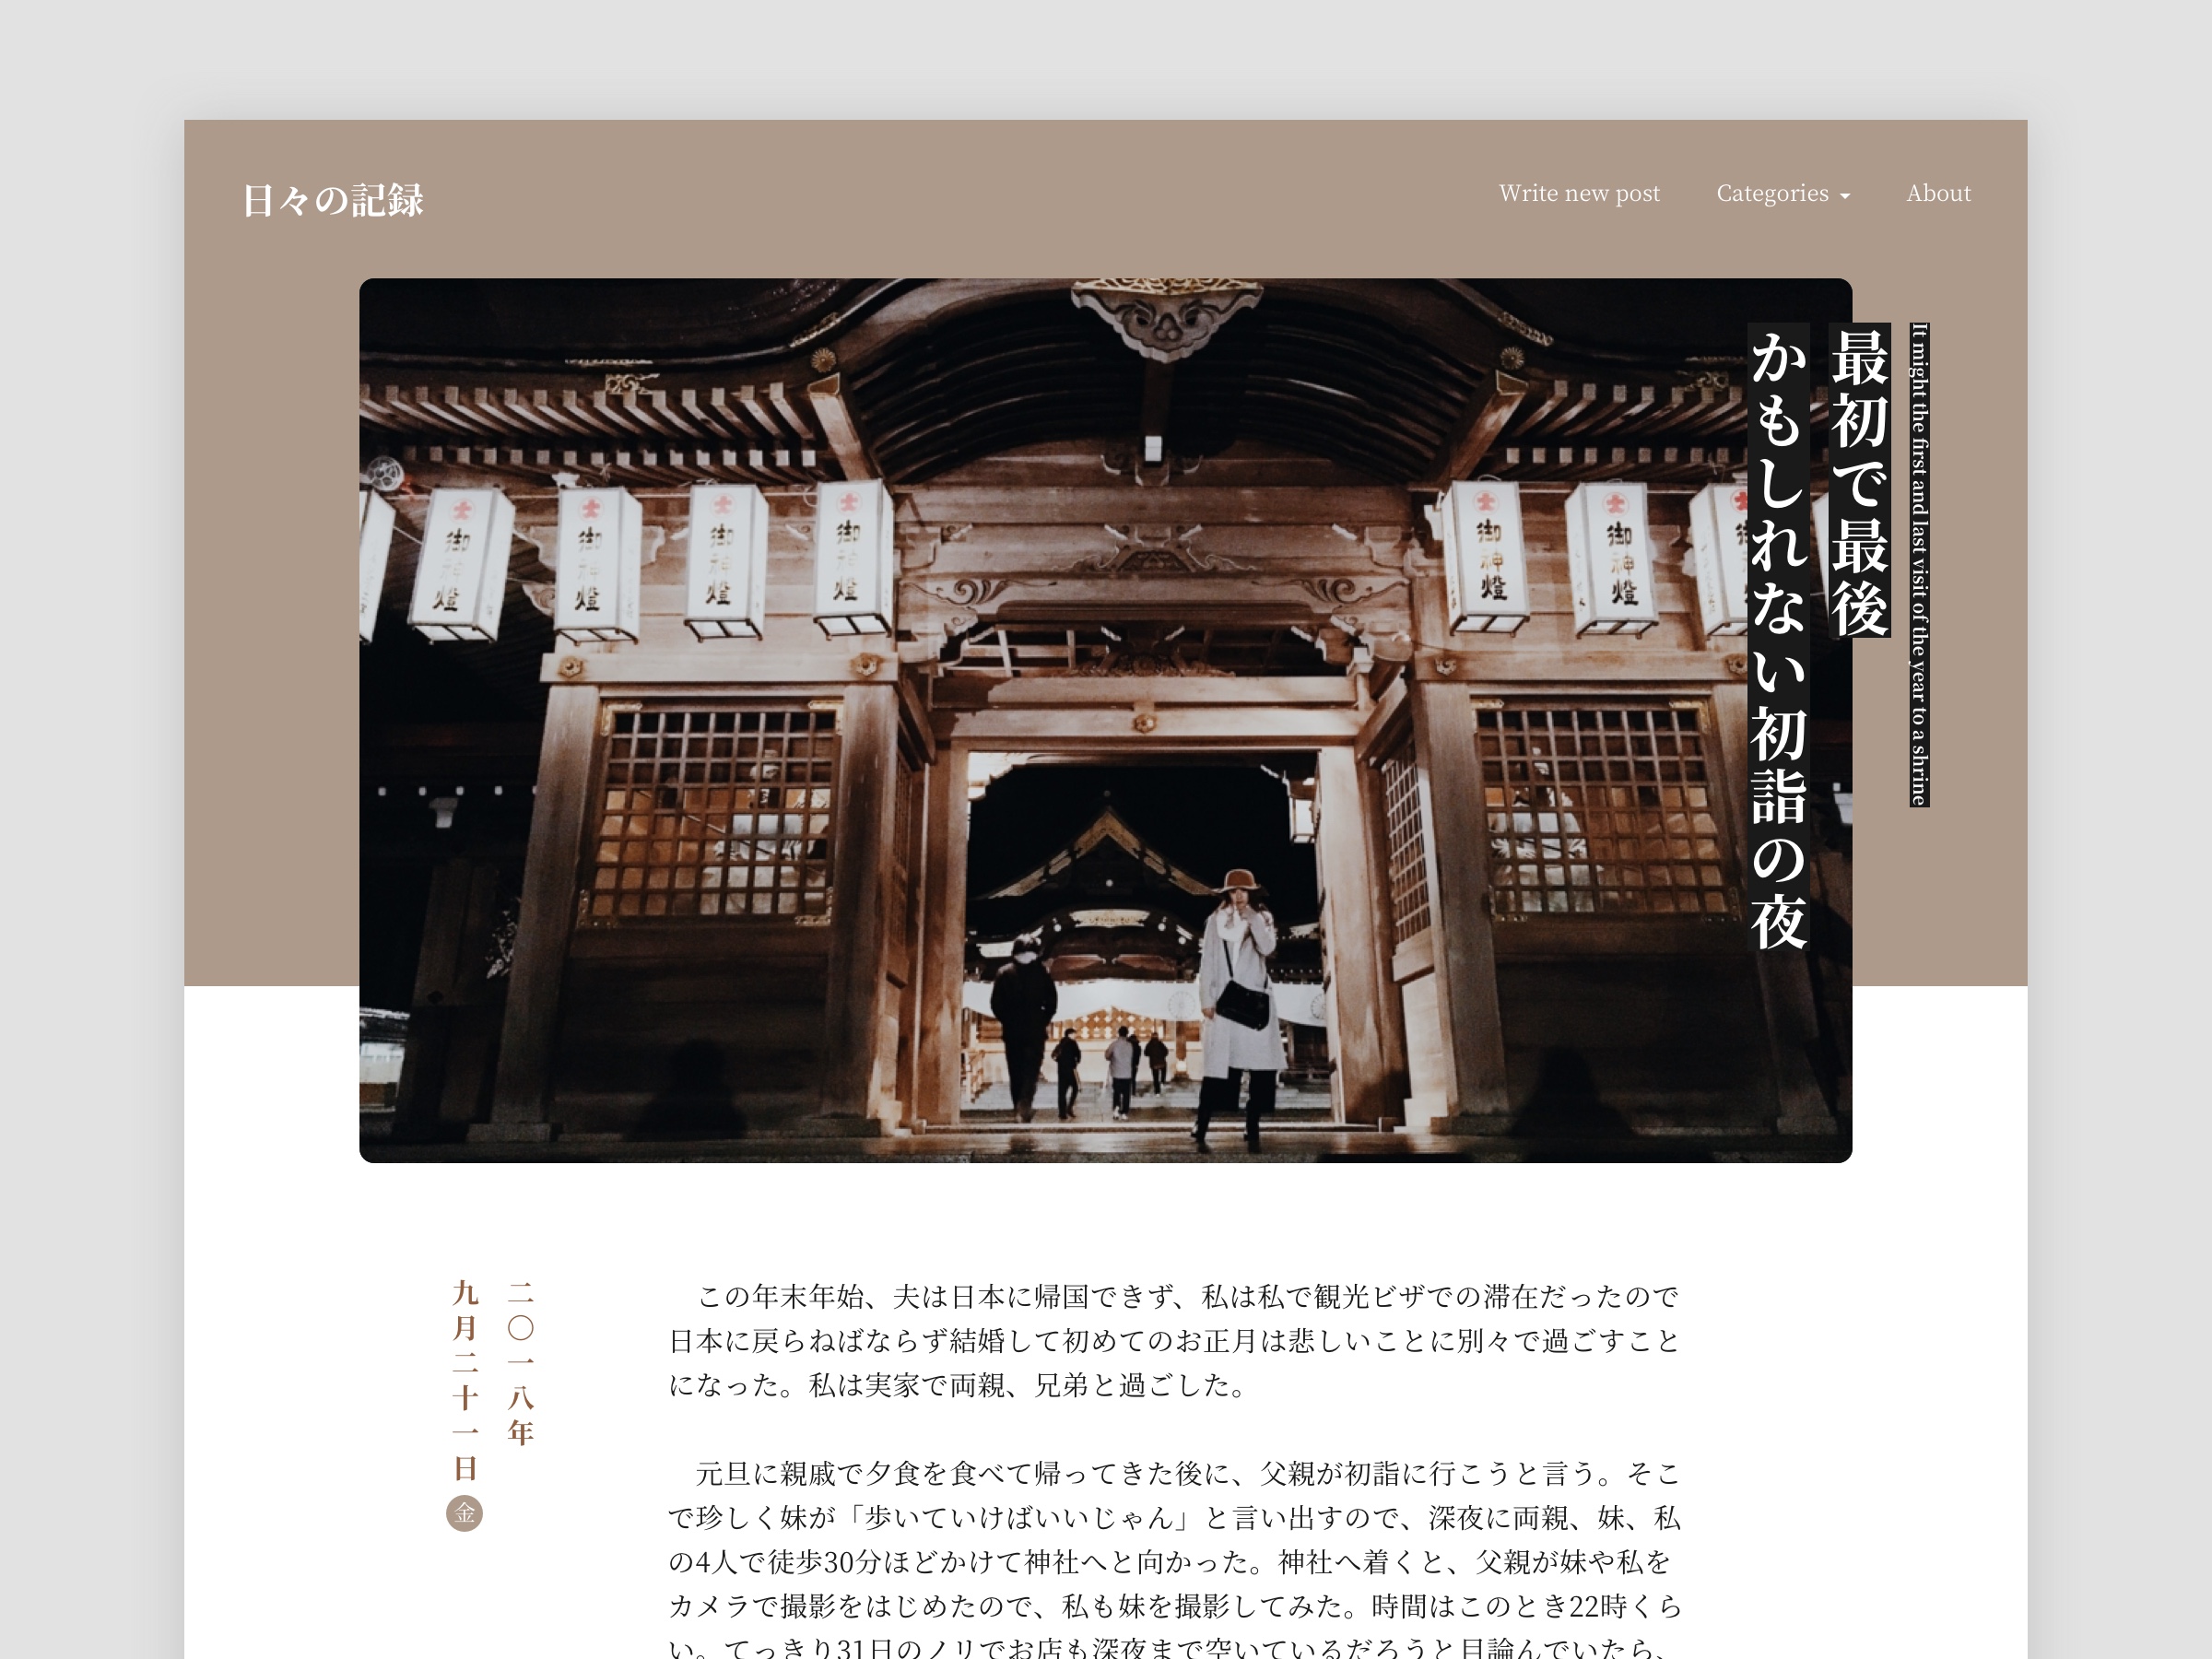 日々の記録
Write new post
Categories
About
It might the first and last visit of the year to a shrine
最初で最後
かもしれない初詣の夜
御神燈
御神燈
御神燈
御神燈
御神燈
御神燈
二〇一八年
九月二十一日
金
この年末年始、夫は日本に帰国できず、私は私で観光ビザでの滞在だったので
日本に戻らねばならず結婚して初めてのお正月は悲しいことに別々で過ごすこと
になった。私は実家で両親、兄弟と過ごした。
元旦に親戚で夕食を食べて帰ってきた後に、父親が初詣に行こうと言う。そこ
で珍しく妹が「歩いていけばいいじゃん」と言い出すので、深夜に両親、妹、私
の4人で徒歩30分ほどかけて神社へと向かった。神社へ着くと、父親が妹や私を
カメラで撮影をはじめたので、私も妹を撮影してみた。時間はこのとき22時くら
い。てっきり31日のノリでお店も深夜まで空いているだろうと目論んでいたら、